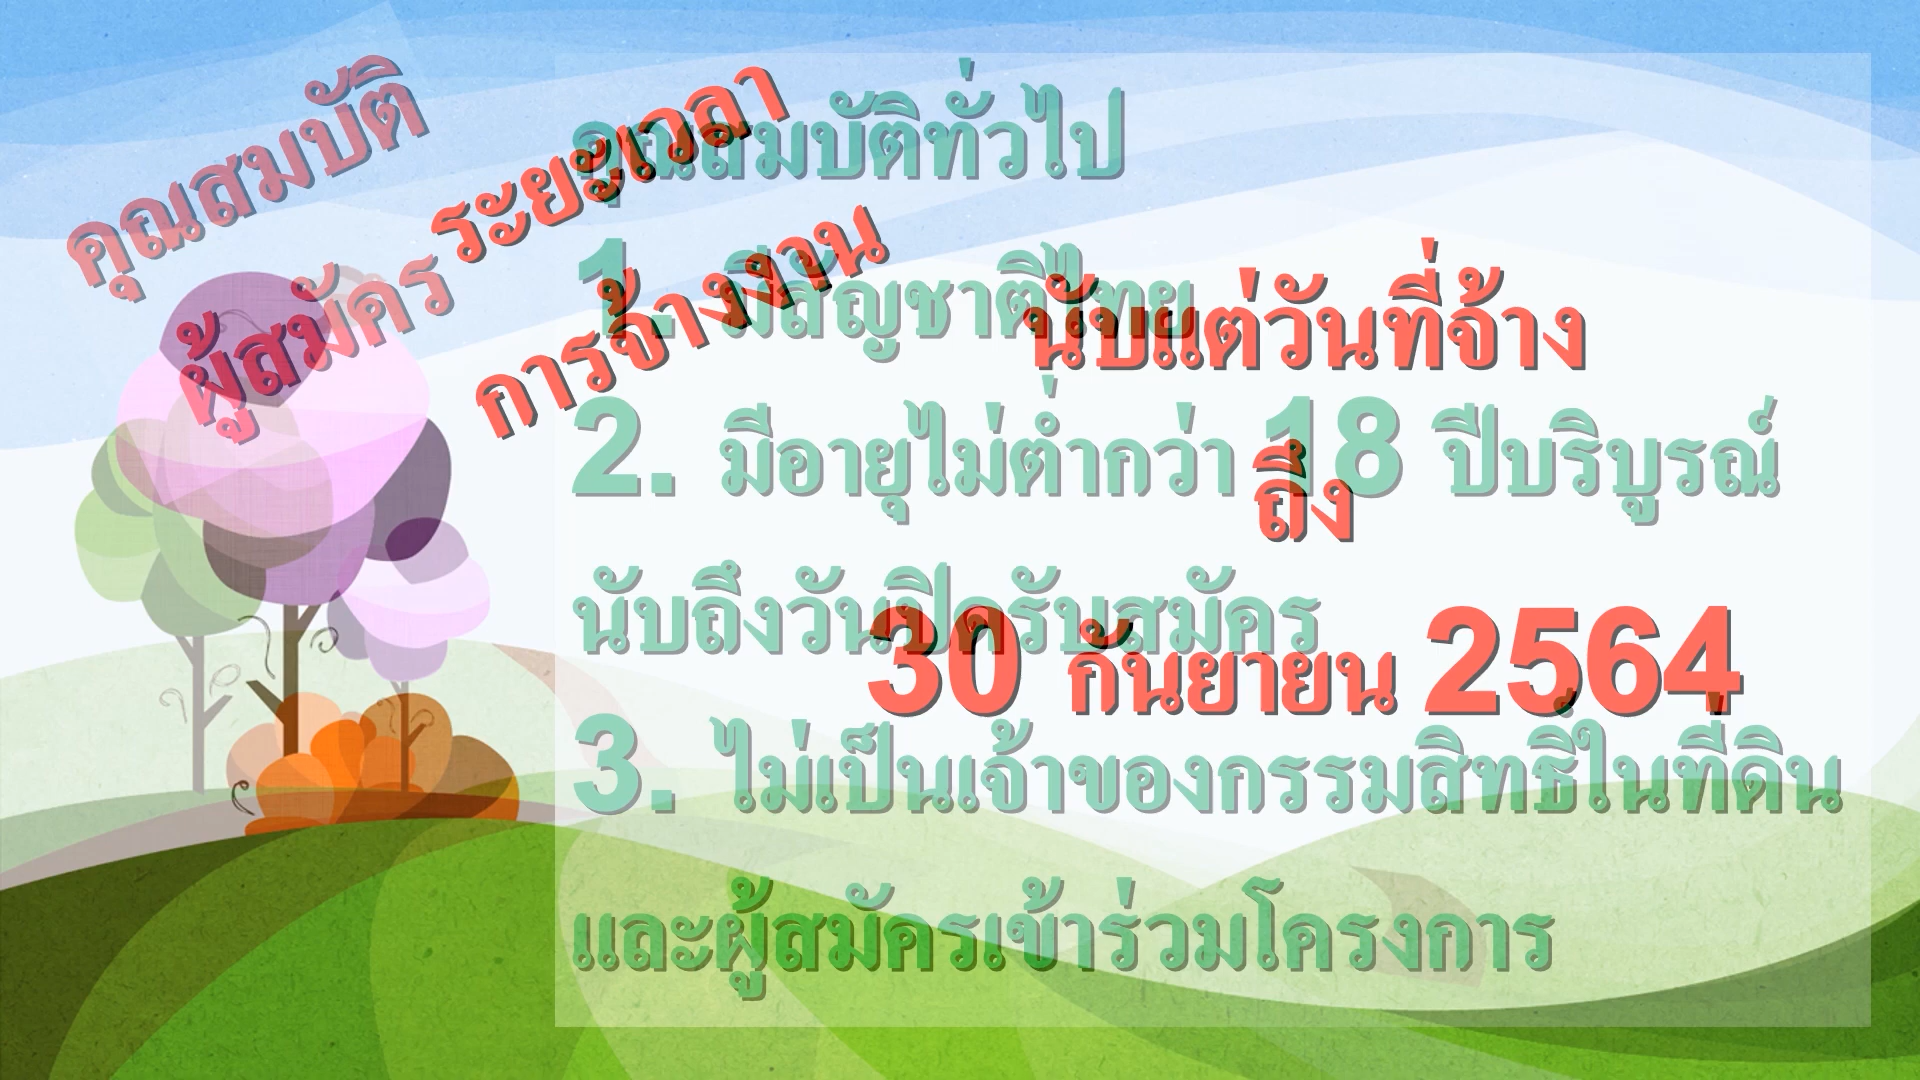 คุณสมบัติ
ผู้สมัคร
ระยะเวลา
การจ้างงาน
คุณสมบัติทั่วไป
1. มีสัญชาติไทย
2. มีอายุไม่ต่ำกว่า 18 ปีบริบูรณ์
นับถึงวันปิดรับสมัคร
3. ไม่เป็นเจ้าของกรรมสิทธิ์ในที่ดิน
และผู้สมัครเข้าร่วมโครงการ
นับแต่วันที่จ้าง
ถึง
30 กันยายน 2564